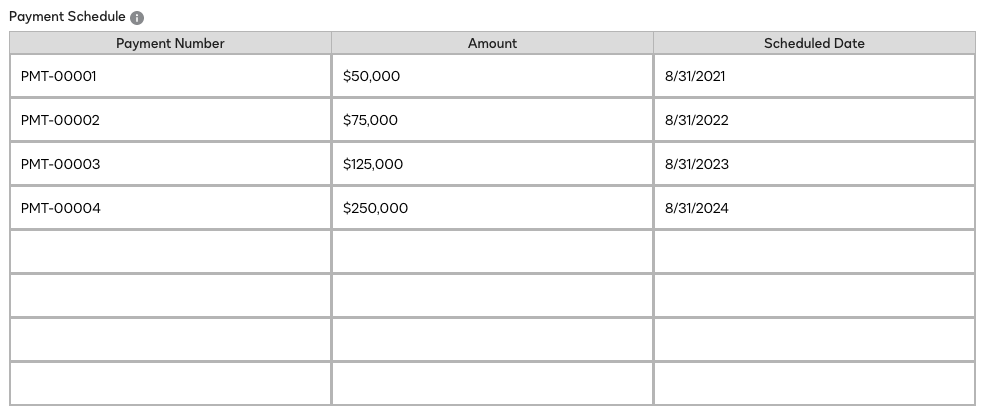 Payment Schedule
Payment Number Amount Scheduled Date
PMT-00001 $50,000 8/31/2021
PMT-00002 $75,000 8/31/2022
PMT-00003 $125,000 8/31/2023
PMT-00004 $250,000 8/31/2024